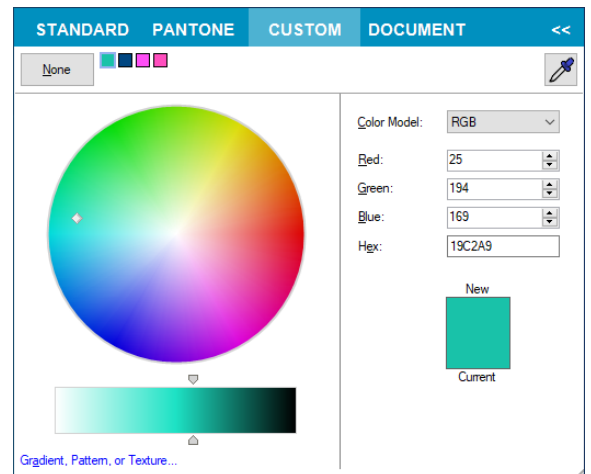 STANDARD PANTONE CUSTOM DOCUMENT <<
None
Color Model: RGB
Red: 25
Green: 194
Blue: 169
Hex: 19C2A9
New
Current
Gradient, Pattern, or Texture...